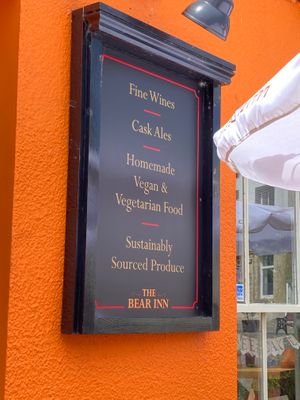 Fine Wines
Cask Ales
Homemade
Vegan &
Vegetarian Food
Sustainably
Sourced Produce
THE
BEAR INN